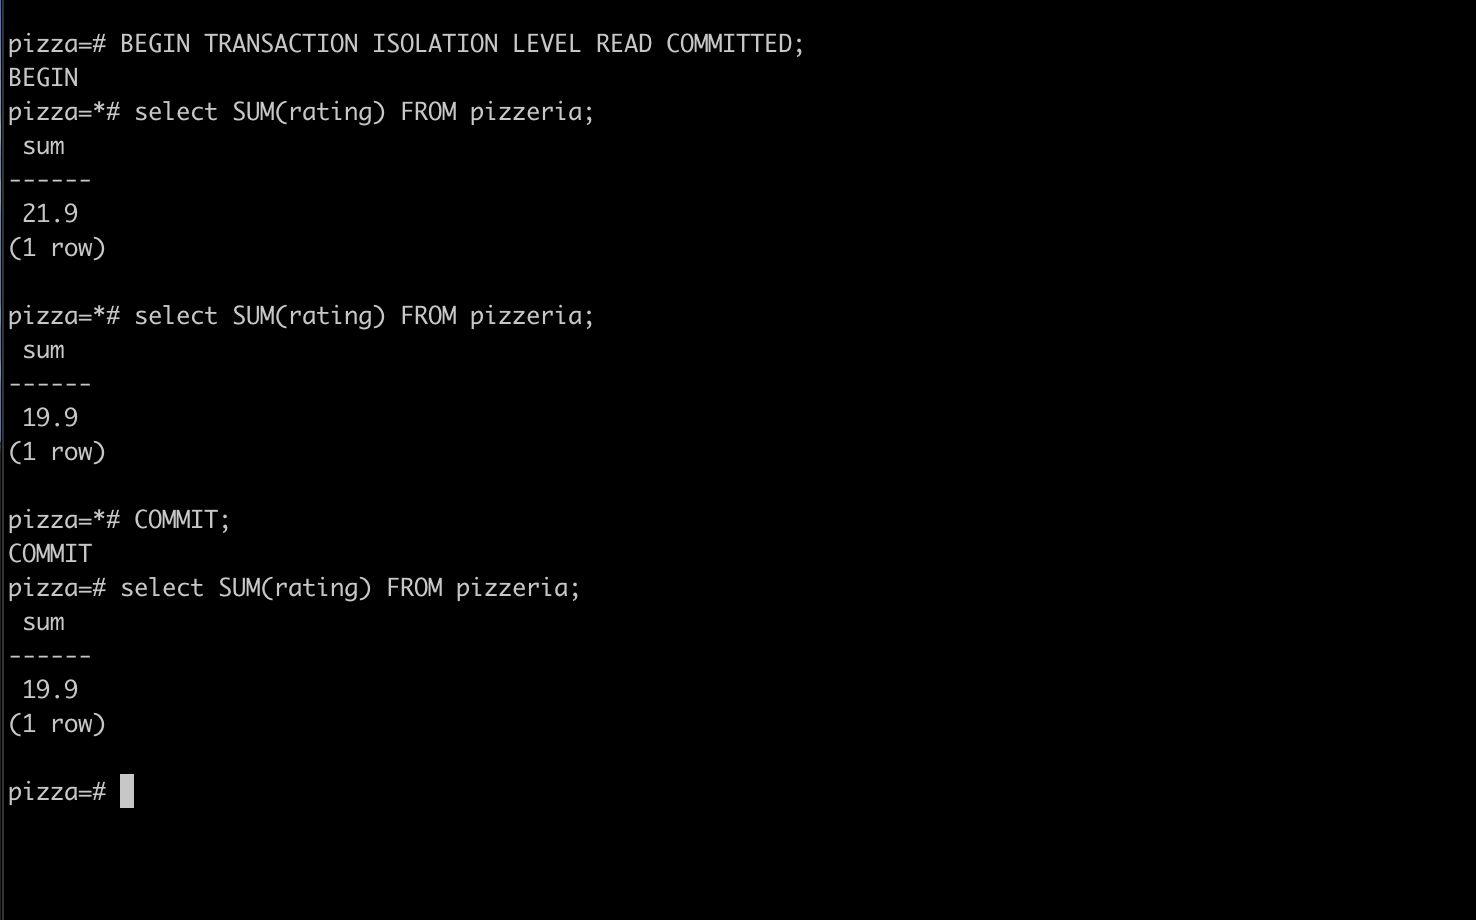 pizza=# BEGIN TRANSACTION ISOLATION LEVEL READ COMMITTED;
BEGIN
pizza=*# select SUM(rating) FROM pizzeria;
 sum
------
 21.9
(1 row)

pizza=*# select SUM(rating) FROM pizzeria;
 sum
------
 19.9
(1 row)

pizza=*# COMMIT;
COMMIT
pizza=# select SUM(rating) FROM pizzeria;
 sum
------
 19.9
(1 row)

pizza=#